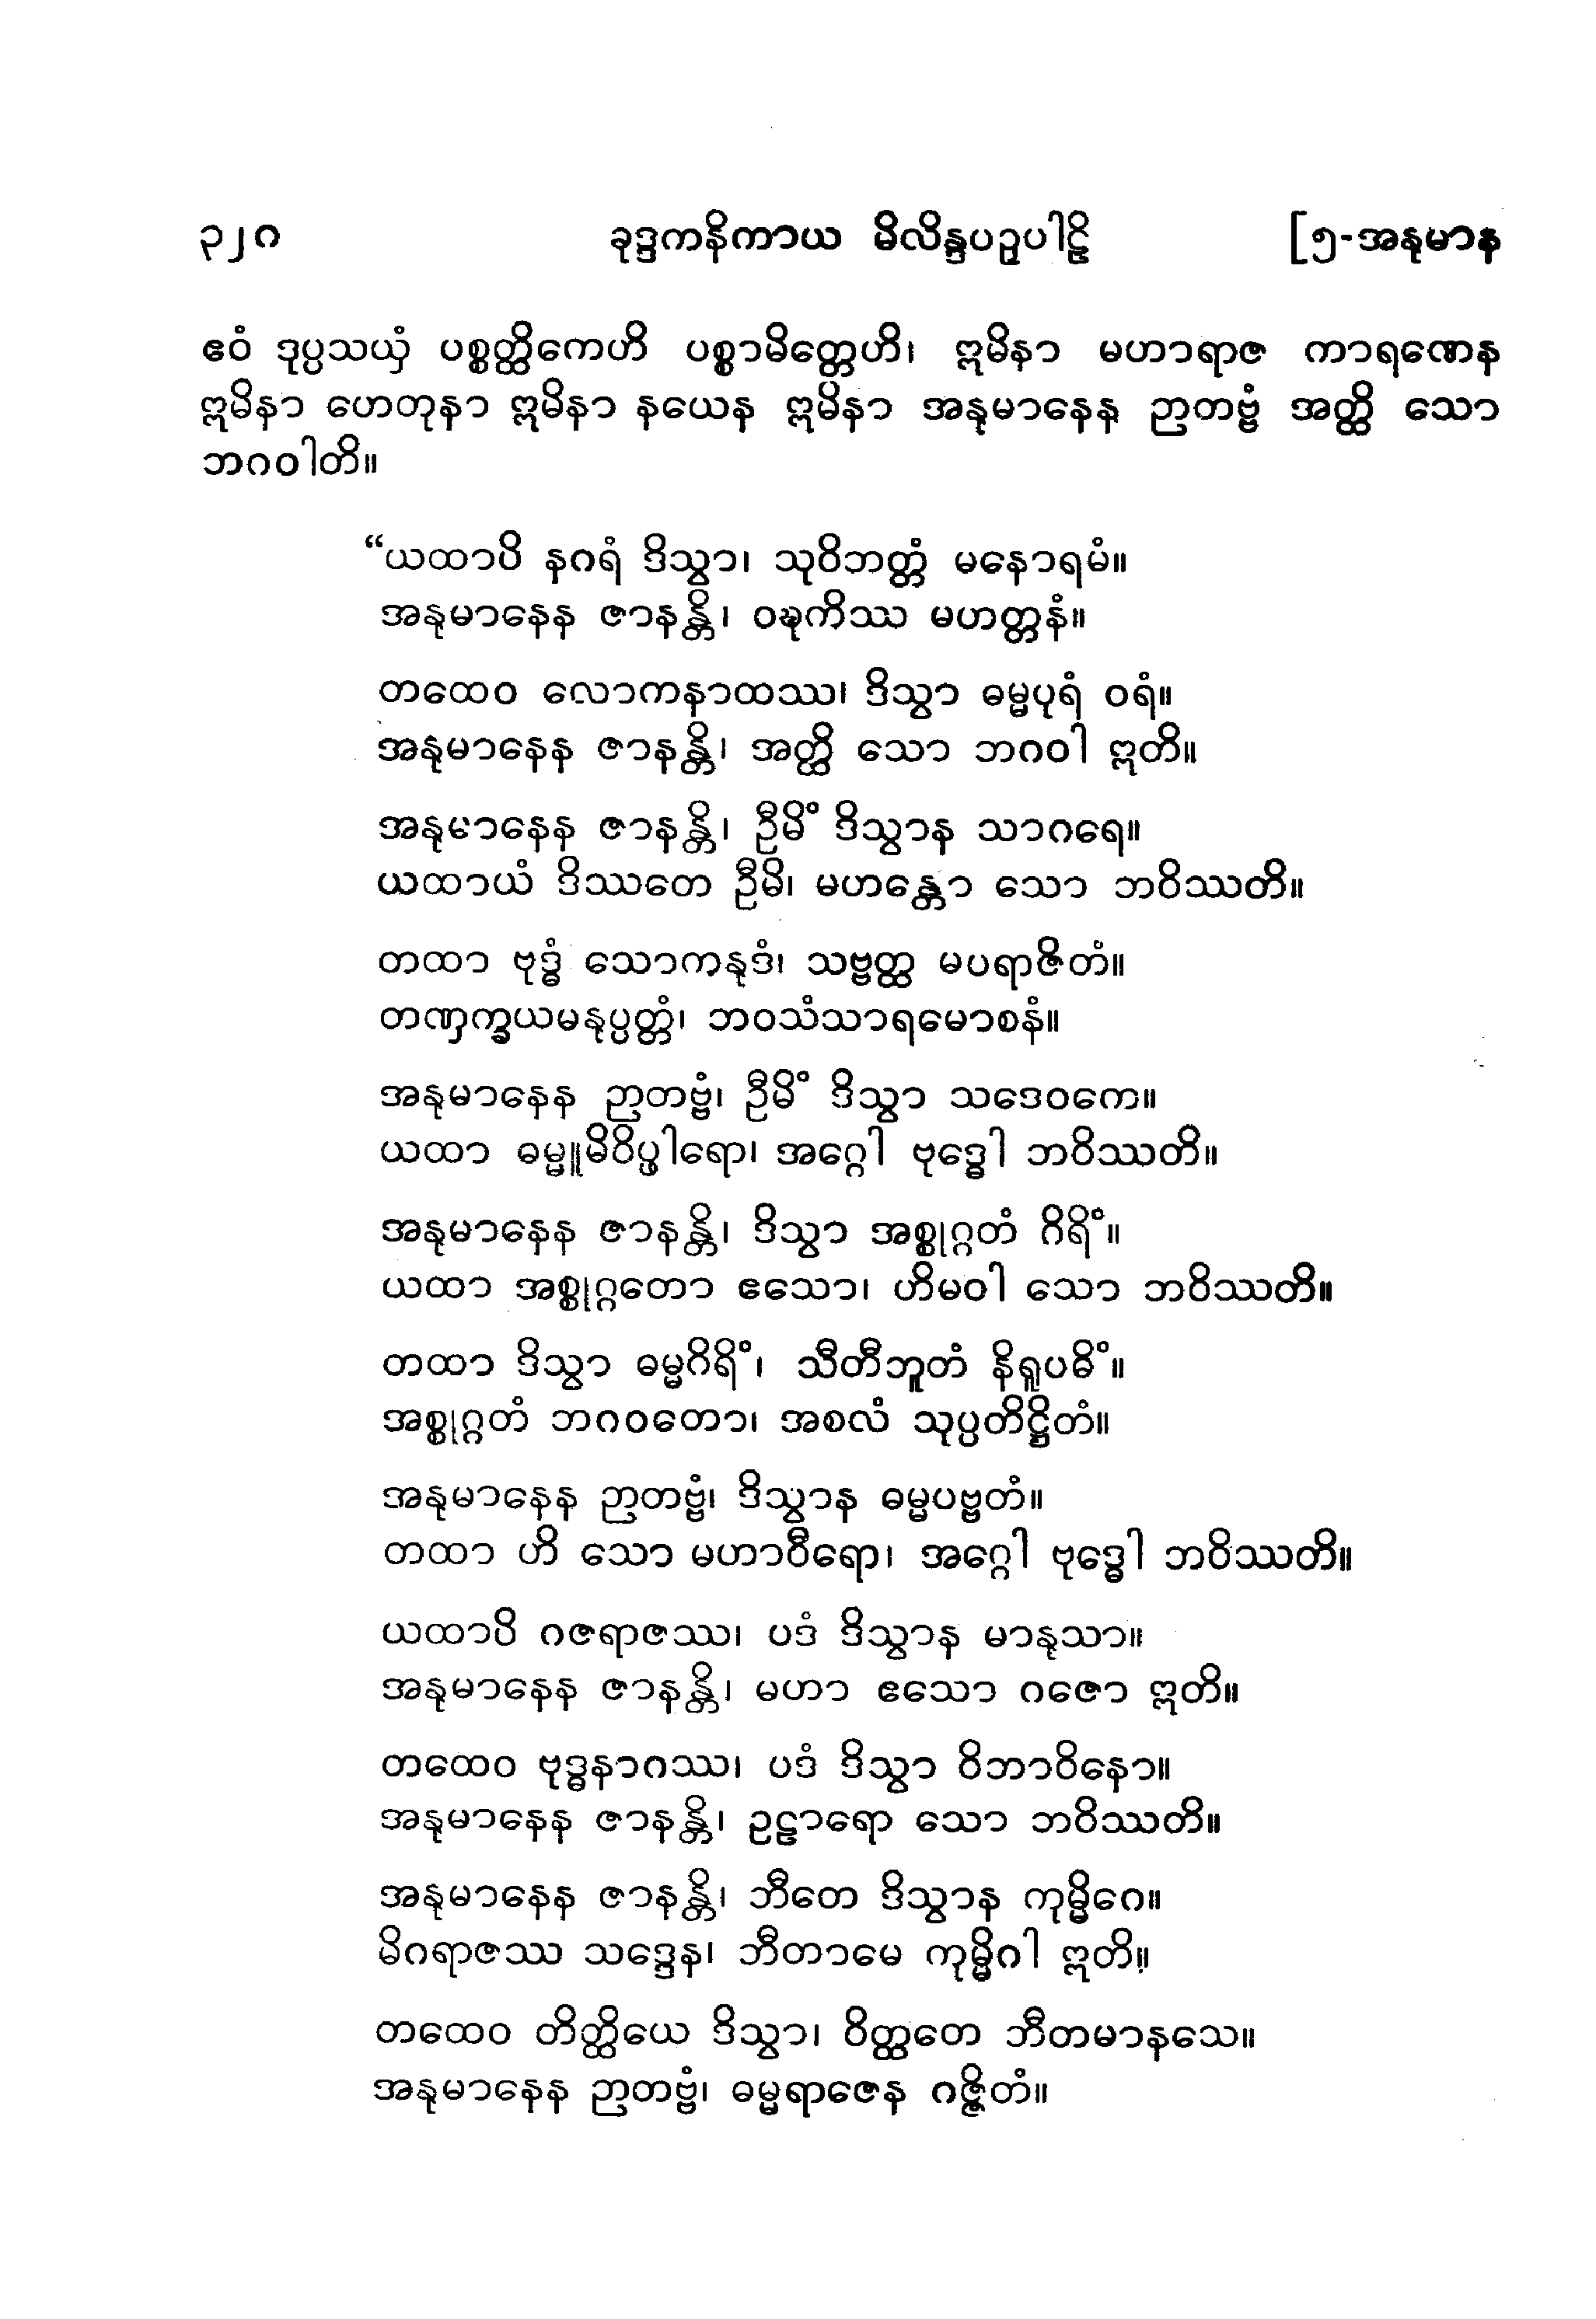 ၃၂၈ ခုဒ္ဒကနိကာယ မိလိန္ဒပဉှပါဠိ [၅-အနုမာန
ဧဝံ ဒုပ္ပသယှံ ပစ္စတ္ထိကေဟိ ပစ္စာမိတ္တေဟိ၊ ဣမိနာ မဟာရာဇ ကာရဏေန
ဣမိနာ ဟေတုနာ ဣမိနာ နယေန ဣမိနာ အနုမာနေန ဉာတဗ္ဗံ အတ္ထိ သော
ဘဂဝါတိ။
“ယထာပိ နဂရံ ဒိသွာ၊ သုဝိဘတ္တံ မနောရမံ။
အနုမာနေန ဇာနန္တိ၊ ဝဍ္ဎကိဿ မဟတ္တနံ။
တထေဝ လောကနာထဿ၊ ဒိသွာ ဓမ္မပုရံ ဝရံ။
အနုမာနေန ဇာနန္တိ၊ အတ္ထိ သော ဘဂဝါ ဣတိ။
အနုမာနေန ဇာနန္တိ၊ ဦမိံ ဒိသွာန သာဂရေ။
ယထာယံ ဒိဿတေ ဦမိ၊ မဟန္တော သော ဘဝိဿတိ။
တထာ ဗုဒ္ဓံ သောကနုဒံ၊ သဗ္ဗတ္ထ မပရာဇိတံ။
တဏှက္ခယမနုပ္ပတ္တံ၊ ဘဝသံသာရမောစနံ။
အနုမာနေန ဉာတဗ္ဗံ၊ ဦမိံ ဒိသွာ သဒေဝကေ။
ယထာ ဓမ္မူမိဝိပ္ဖါရော၊ အဂ္ဂေါ ဗုဒ္ဓေါ ဘဝိဿတိ။
အနုမာနေန ဇာနန္တိ၊ ဒိသွာ အစ္စုဂ္ဂတံ ဂိရိံ။
ယထာ အစ္စုဂ္ဂတော ဧသော၊ ဟိမဝါ သော ဘဝိဿတိ။
တထာ ဒိသွာ ဓမ္မဂိရိံ၊ သီတီဘူတံ နိရူပဓိံ။
အစ္စုဂ္ဂတံ ဘဂဝတော၊ အစလံ သုပ္ပတိဋ္ဌိတံ။
အနုမာနေန ဉာတဗ္ဗံ၊ ဒိသွာန ဓမ္မပဗ္ဗတံ။
တထာ ဟိ သော မဟာဝီရော၊ အဂ္ဂေါ ဗုဒ္ဓေါ ဘဝိဿတိ။
ယထာပိ ဂဇရာဇဿ၊ ပဒံ ဒိသွာန မာနုသာ။
အနုမာနေန ဇာနန္တိ၊ မဟာ ဧသော ဂဇော ဣတိ။
တထေဝ ဗုဒ္ဓနာဂဿ၊ ပဒံ ဒိသွာ ဝိဘာဝိနော။
အနုမာနေန ဇာနန္တိ၊ ဥဠာရော သော ဘဝိဿတိ။
အနုမာနေန ဇာနန္တိ၊ ဘီတေ ဒိသွာန ကုမ္မိဂေ။
မိဂရာဇဿ သဒ္ဒေန၊ ဘီတာမေ ကုမ္မိဂါ ဣတိ။
တထေဝ တိတ္ထိယေ ဒိသွာ၊ ဝိတ္ထတေ ဘီတမာနသေ။
အနုမာနေန ဉာတဗ္ဗံ၊ ဓမ္မရာဇေန ဂဇ္ဇိတံ။